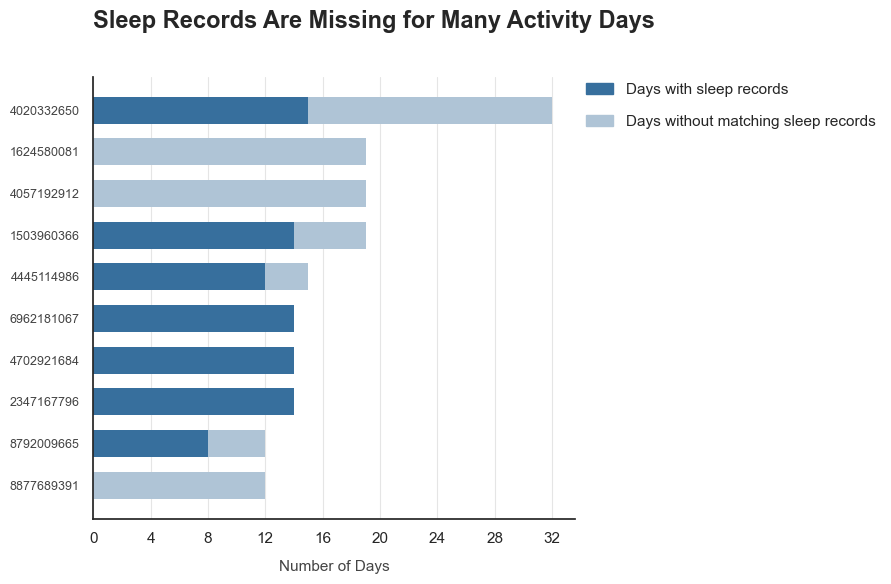 Sleep Records Are Missing for Many Activity Days
Days with sleep records
Days without matching sleep records
4020332650
1624580081
4057192912
1503960366
4445114986
6962181067
4702921684
2347167796
8792009665
8877689391
0 4 8 12 16 20 24 28 32
Number of Days